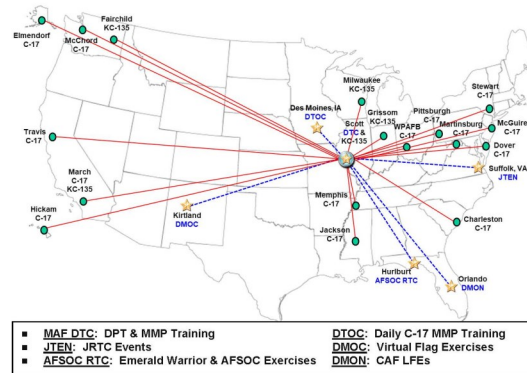 Elmendorf
C-17
McChord
C-17
Fairchild
KC-135
Milwaukee
KC-135
Stewart
C-17
Des Moines, IA
DTOC
Grissom
KC-135
Pittsburgh
C-17
Martinsburg
C-17
McGuire
C-17
Scott
DTC &
KC-135
WPAFB
C-17
Dover
C-17
Travis
C-17
Suffolk, VA
JTEN
March
C-17
KC-135
Memphis
C-17
Hickam
C-17
Kirtland
DMOC
Charleston
C-17
Jackson
C-17
Hurlburt
AFSOC RTC
Orlando
DMON
MAF DTC: DPT & MMP Training
JTEN: JRTC Events
AFSOC RTC: Emerald Warrior & AFSOC Exercises
DTOC: Daily C-17 MMP Training
DMOC: Virtual Flag Exercises
DMON: CAF LFEs